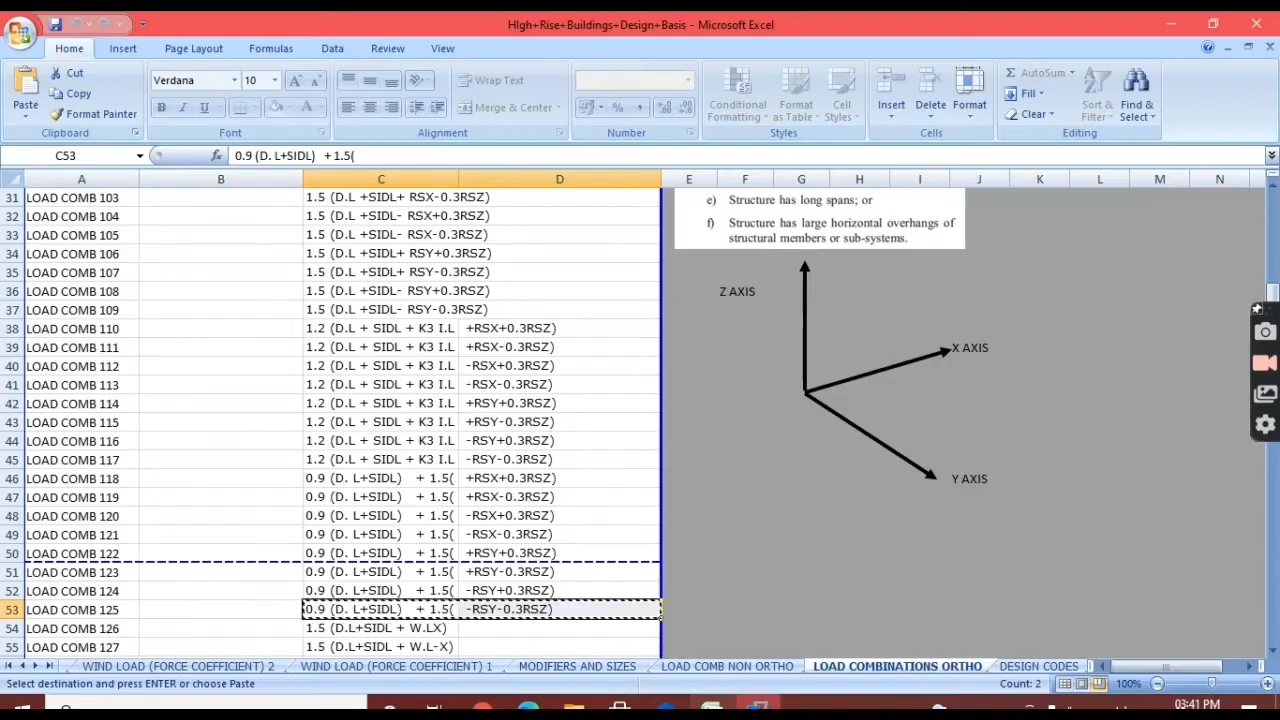 HIgh+Rise+Buildings+Design+Basis - Microsoft Excel
Home Insert Page Layout Formulas Data Review View
Paste Cut Copy Format Painter Clipboard
Verdana 10 A A B I U Font
Wrap Text Merge & Center Alignment
% , Number
Conditional Formatting Format as Table Cell Styles Styles
Insert Delete Format Cells
Σ AutoSum Fill Clear Sort & Filter Find & Select Editing
C53 fx 0.9 (D. L+SIDL) + 1.5(
A B C D E F G H I J K L M N
31 LOAD COMB 103 1.5 (D.L +SIDL+ RSX-0.3RSZ)
32 LOAD COMB 104 1.5 (D.L +SIDL- RSX+0.3RSZ)
33 LOAD COMB 105 1.5 (D.L +SIDL- RSX-0.3RSZ)
34 LOAD COMB 106 1.5 (D.L +SIDL+ RSY+0.3RSZ)
35 LOAD COMB 107 1.5 (D.L +SIDL+ RSY-0.3RSZ)
36 LOAD COMB 108 1.5 (D.L +SIDL- RSY+0.3RSZ)
37 LOAD COMB 109 1.5 (D.L +SIDL- RSY-0.3RSZ)
38 LOAD COMB 110 1.2 (D.L + SIDL + K3 I.L +RSX+0.3RSZ)
39 LOAD COMB 111 1.2 (D.L + SIDL + K3 I.L +RSX-0.3RSZ)
40 LOAD COMB 112 1.2 (D.L + SIDL + K3 I.L -RSX+0.3RSZ)
41 LOAD COMB 113 1.2 (D.L + SIDL + K3 I.L -RSX-0.3RSZ)
42 LOAD COMB 114 1.2 (D.L + SIDL + K3 I.L +RSY+0.3RSZ)
43 LOAD COMB 115 1.2 (D.L + SIDL + K3 I.L +RSY-0.3RSZ)
44 LOAD COMB 116 1.2 (D.L + SIDL + K3 I.L -RSY+0.3RSZ)
45 LOAD COMB 117 1.2 (D.L + SIDL + K3 I.L -RSY-0.3RSZ)
46 LOAD COMB 118 0.9 (D. L+SIDL) + 1.5( +RSX+0.3RSZ)
47 LOAD COMB 119 0.9 (D. L+SIDL) + 1.5( +RSX-0.3RSZ)
48 LOAD COMB 120 0.9 (D. L+SIDL) + 1.5( -RSX+0.3RSZ)
49 LOAD COMB 121 0.9 (D. L+SIDL) + 1.5( -RSX-0.3RSZ)
50 LOAD COMB 122 0.9 (D. L+SIDL) + 1.5( +RSY+0.3RSZ)
51 LOAD COMB 123 0.9 (D. L+SIDL) + 1.5( +RSY-0.3RSZ)
52 LOAD COMB 124 0.9 (D. L+SIDL) + 1.5( -RSY+0.3RSZ)
53 LOAD COMB 125 0.9 (D. L+SIDL) + 1.5( -RSY-0.3RSZ)
54 LOAD COMB 126 1.5 (D.L+SIDL + W.LX)
55 LOAD COMB 127 1.5 (D.L+SIDL + W.L-X)
e) Structure has long spans; or
f) Structure has large horizontal overhangs of
structural members or sub-systems.
Z AXIS
X AXIS
Y AXIS
WIND LOAD (FORCE COEFFICIENT) 2 WIND LOAD (FORCE COEFFICIENT) 1 MODIFIERS AND SIZES LOAD COMB NON ORTHO LOAD COMBINATIONS ORTHO DESIGN CODES
Select destination and press ENTER or choose Paste Count: 2 100%
03:41 PM